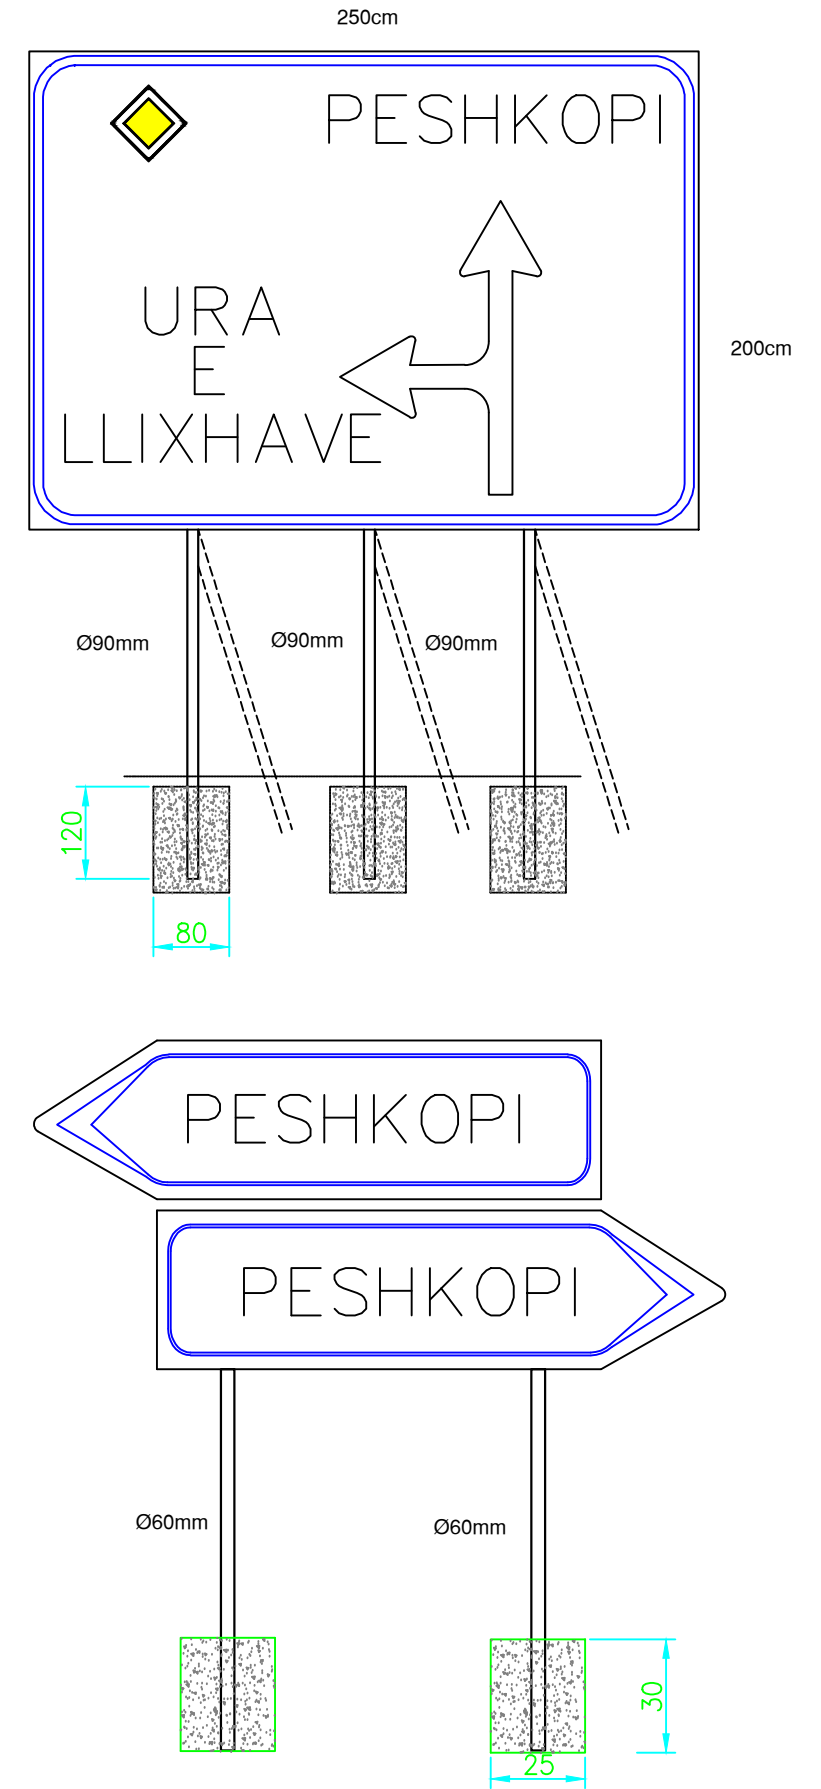 250cm
PESHKOPI
URA
E
LLIXHAVE
200cm
Ø90mm
Ø90mm
Ø90mm
120
80
PESHKOPI
PESHKOPI
Ø60mm
Ø60mm
30
25